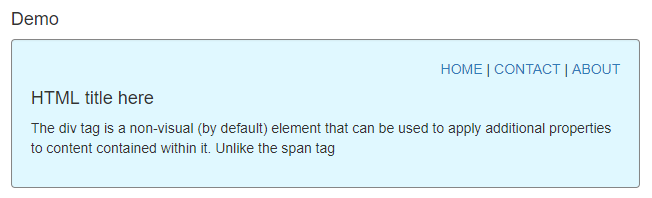 Demo
HOME | CONTACT | ABOUT
HTML title here
The div tag is a non-visual (by default) element that can be used to apply additional properties
to content contained within it. Unlike the span tag